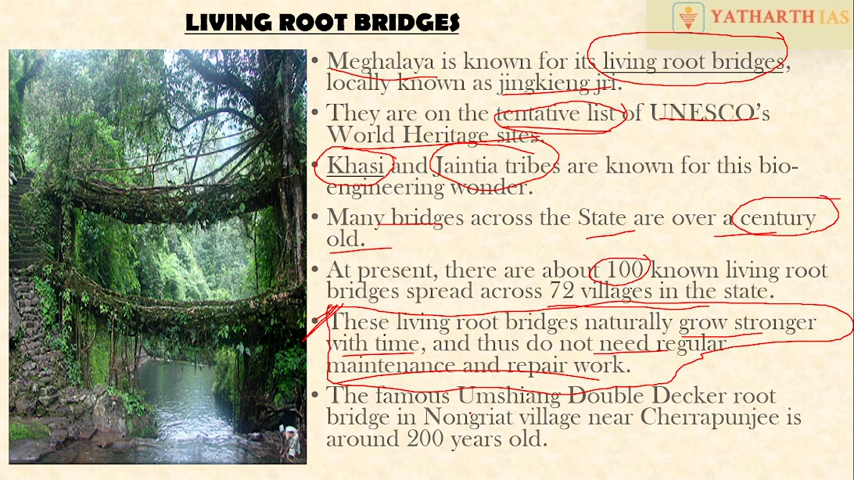 LIVING ROOT BRIDGES
YATHARTH IAS
• Meghalaya is known for its living root bridges,
locally known as jingkieng jri.
• They are on the tentative list of UNESCO's
World Heritage sites.
• Khasi and Jaintia tribes are known for this bio-
engineering wonder.
• Many bridges across the State are over a century
old.
• At present, there are about 100 known living root
bridges spread across 72 villages in the state.
• These living root bridges naturally grow stronger
with time, and thus do not need regular
maintenance and repair work.
• The famous Umshiang Double Decker root
bridge in Nongriat village near Cherrapunjee is
around 200 years old.